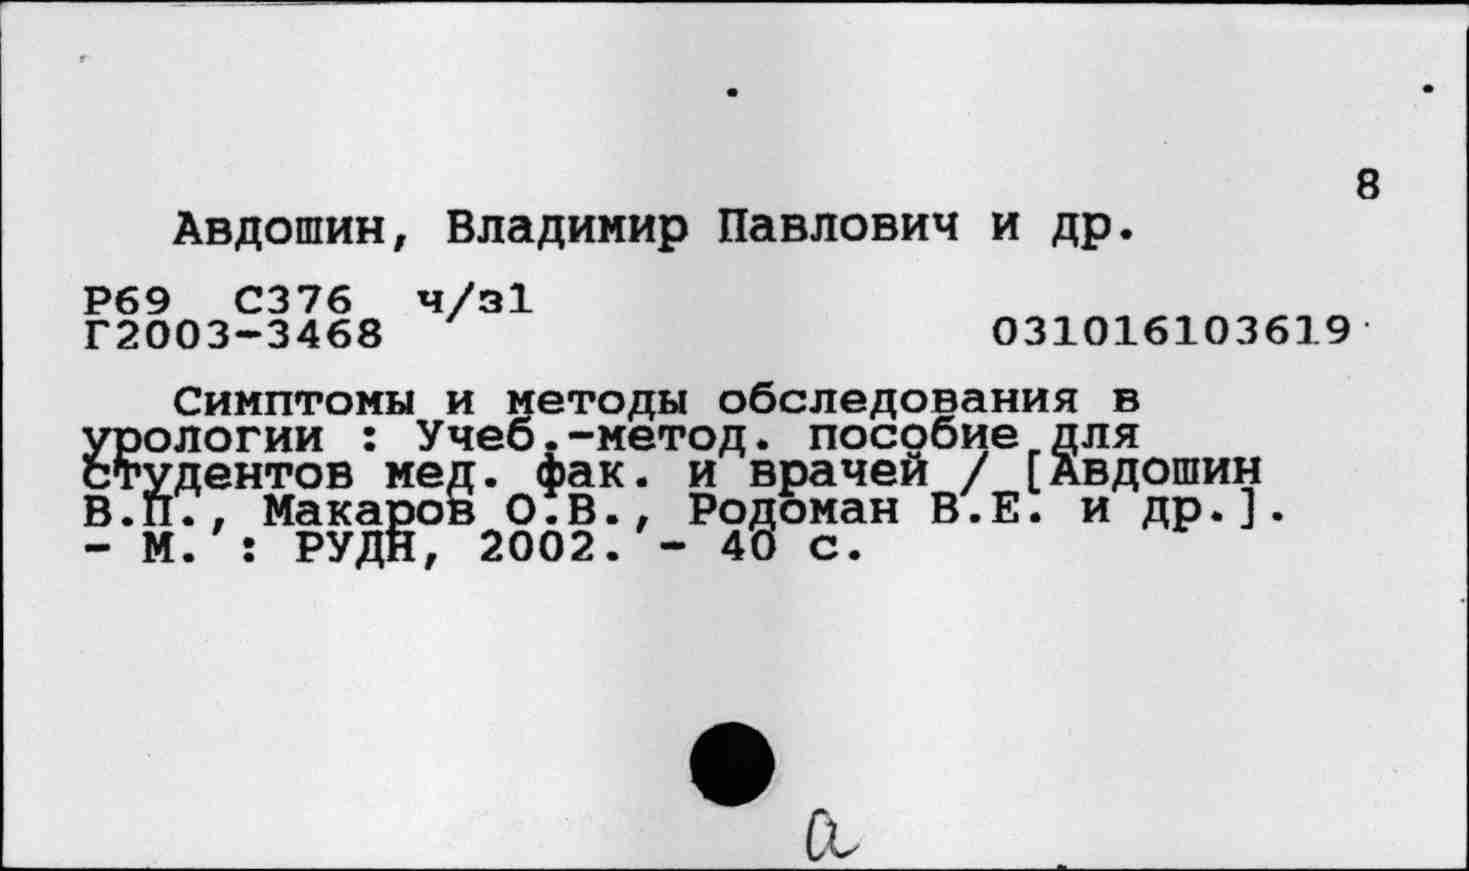 8
Авдошин, Владимир Павлович и др.
Р69 С376 ч/з1
Г2003-3468 031016103619
Симптомы и методы обследования в
урологии : Учеб.-метод. пособие для
студентов мед. фак. и врачей / [Авдошин
В.П., Макаров О.В., Родоман В.Е. и др.].
- М. : РУДН, 2002. - 40 с.
а